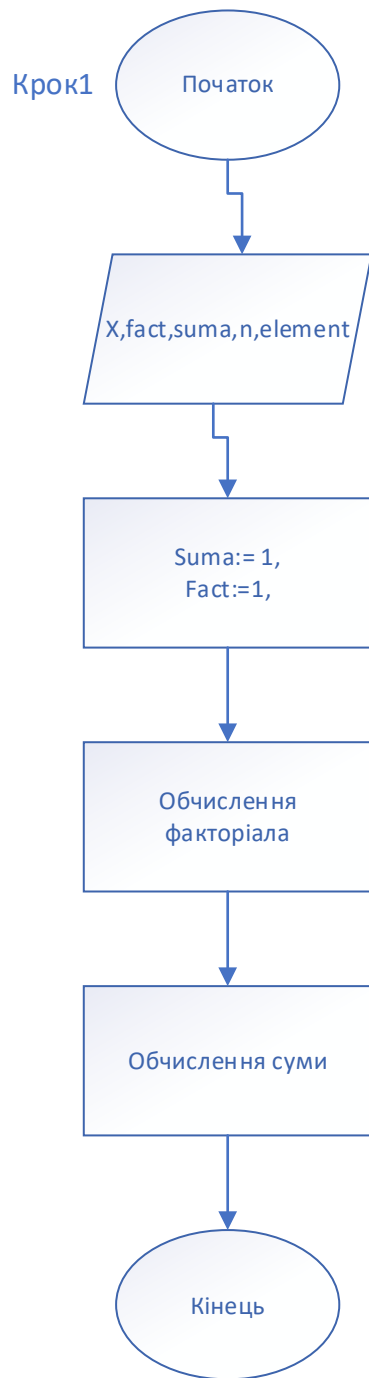 Крок1
Початок
X,fact,suma,n,element
Suma:= 1,
Fact:=1,
Обчислення
факторіала
Обчислення суми
Кінець